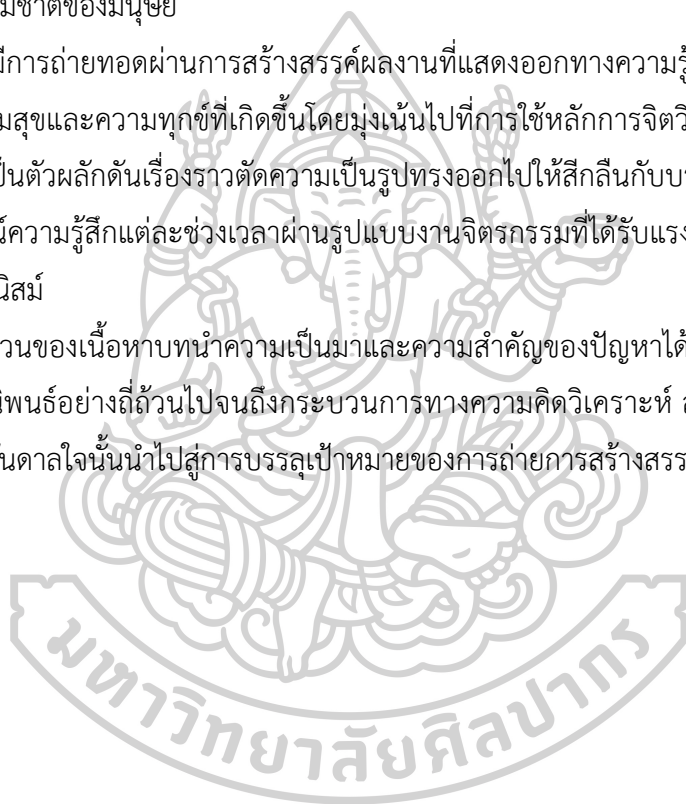 มชาติของมนุษย์
มีการถ่ายทอดผ่านการสร้างสรรค์ผลงานที่แสดงออกทางความรู้
มสุขและความทุกข์ที่เกิดขึ้นโดยมุ่งเน้นไปที่การใช้หลักการจิตวิ
ป็นตัวผลักดันเรื่องราวตัดความเป็นรูปทรงออกไปให้สีกลืนกับบร
น์ความรู้สึกแต่ละช่วงเวลาผ่านรูปแบบงานจิตรกรรมที่ได้รับแรง
นิสม์
วนของเนื้อหาบทนำความเป็นมาและความสำคัญของปัญหาได้
นิพนธ์อย่างถี่ถ้วนไปจนถึงกระบวนการทางความคิดวิเคราะห์ ส
ันดาลใจนั้นนำไปสู่การบรรลุเป้าหมายของการถ่ายการสร้างสรร
มหาวิทยาลัยศิลปากร